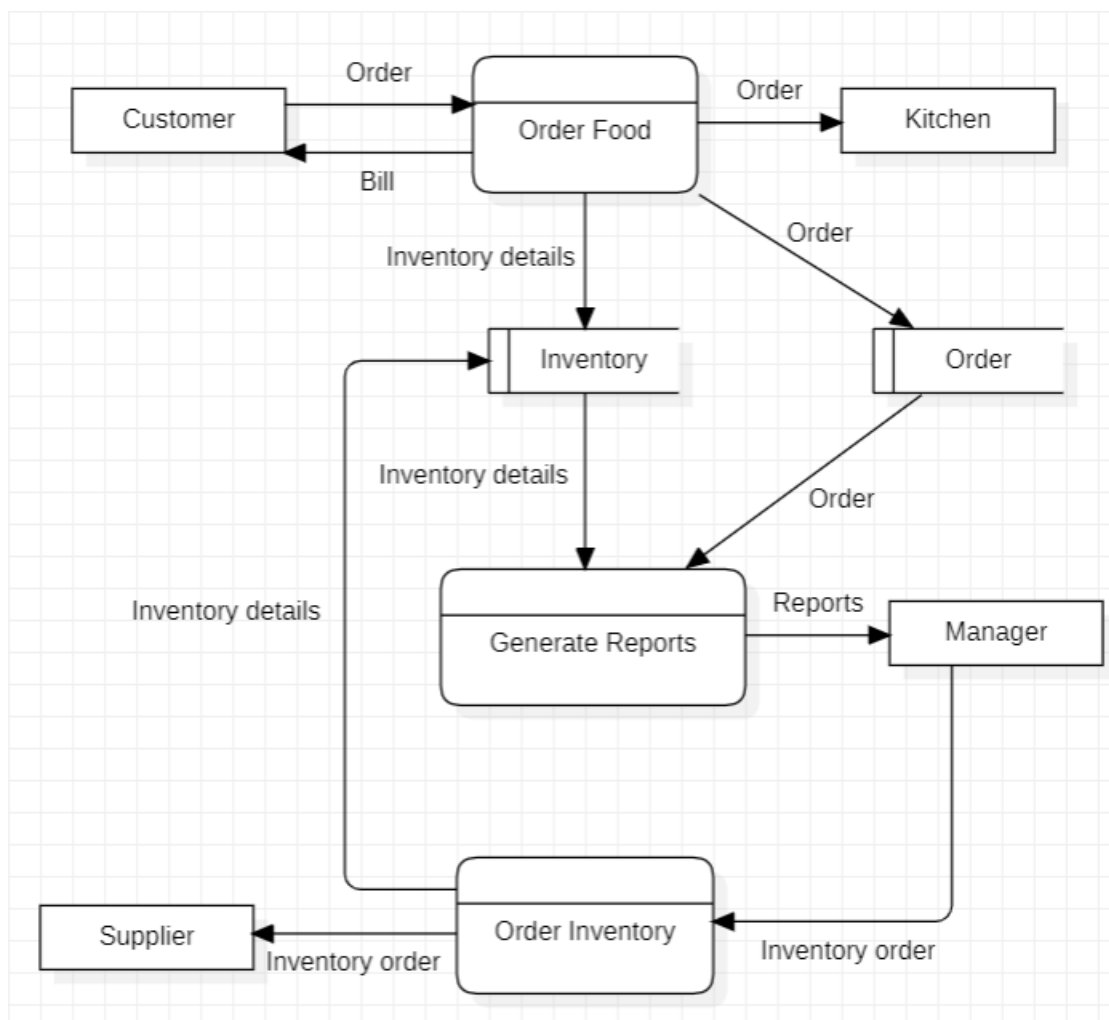 Order
Order
Customer
Order Food
Kitchen
Bill
Order
Inventory details
Inventory
Order
Inventory details
Order
Reports
Inventory details
Generate Reports
Manager
Order Inventory
Supplier
Inventory order
Inventory order